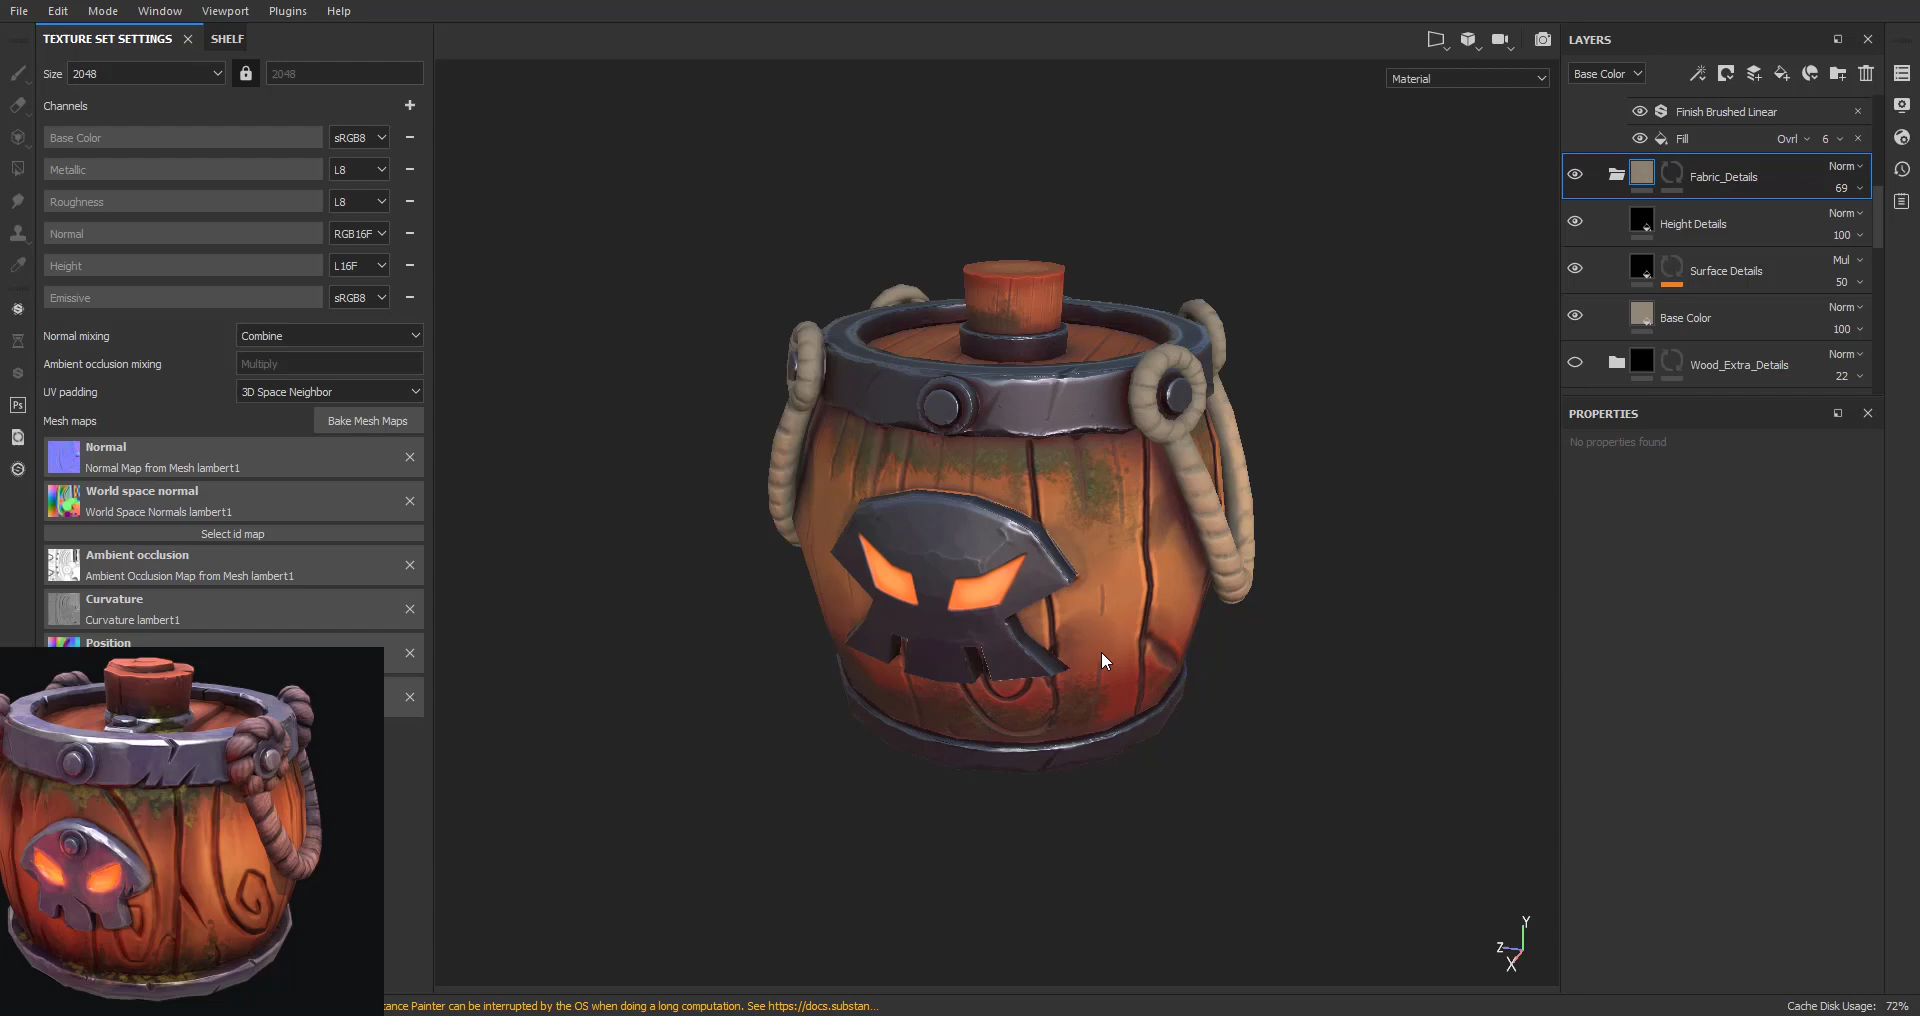 File Edit Mode Window Viewport Plugins Help
TEXTURE SET SETTINGS SHELF
Size 2048 2048
Channels
Base Color sRGB8
Metallic L8
Roughness L8
Normal RGB16F
Height L16F
Emissive sRGB8
Normal mixing Combine
Ambient occlusion mixing Multiply
UV padding 3D Space Neighbor
Mesh maps Bake Mesh Maps
Normal
Normal Map from Mesh lambert1
World space normal
World Space Normals lambert1
Select id map
Ambient occlusion
Ambient Occlusion Map from Mesh lambert1
Curvature
Curvature lambert1
Position
Ps
Material
Y
Z
X
LAYERS
Base Color
Finish Brushed Linear
Fill Ovrl 6
Norm
Fabric_Details
69
Norm
Height Details
100
Mul
Surface Details
50
Norm
Base Color
100
Norm
Wood_Extra_Details
22
PROPERTIES
No properties found
tance Painter can be interrupted by the OS when doing a long computation. See https://docs.substan...
Cache Disk Usage: 72%